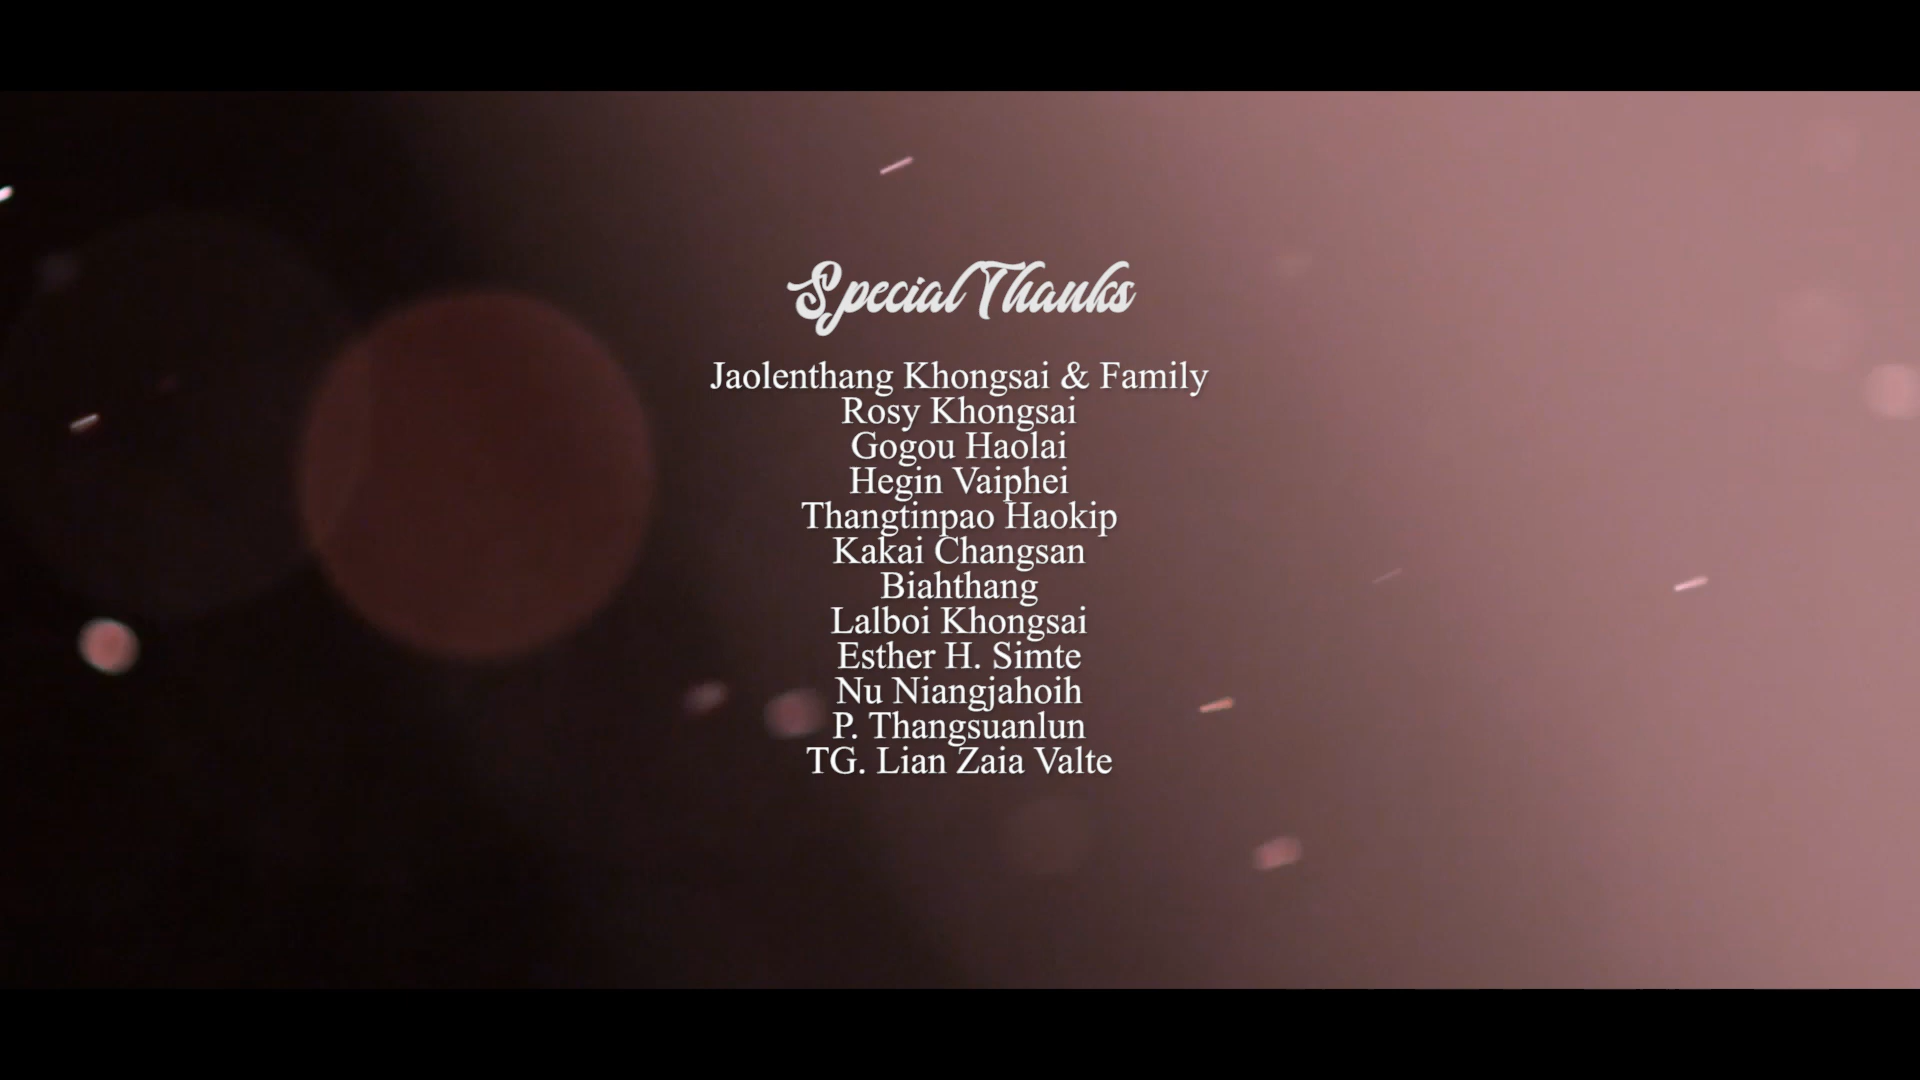 Special Thanks
Jaolenthang Khongsai & Family
Rosy Khongsai
Gogou Haolai
Hegin Vaiphei
Thangtinpao Haokip
Kakai Changsan
Biahthang
Lalboi Khongsai
Esther H. Simte
Nu Niangjahoih
P. Thangsuanlun
TG. Lian Zaia Valte